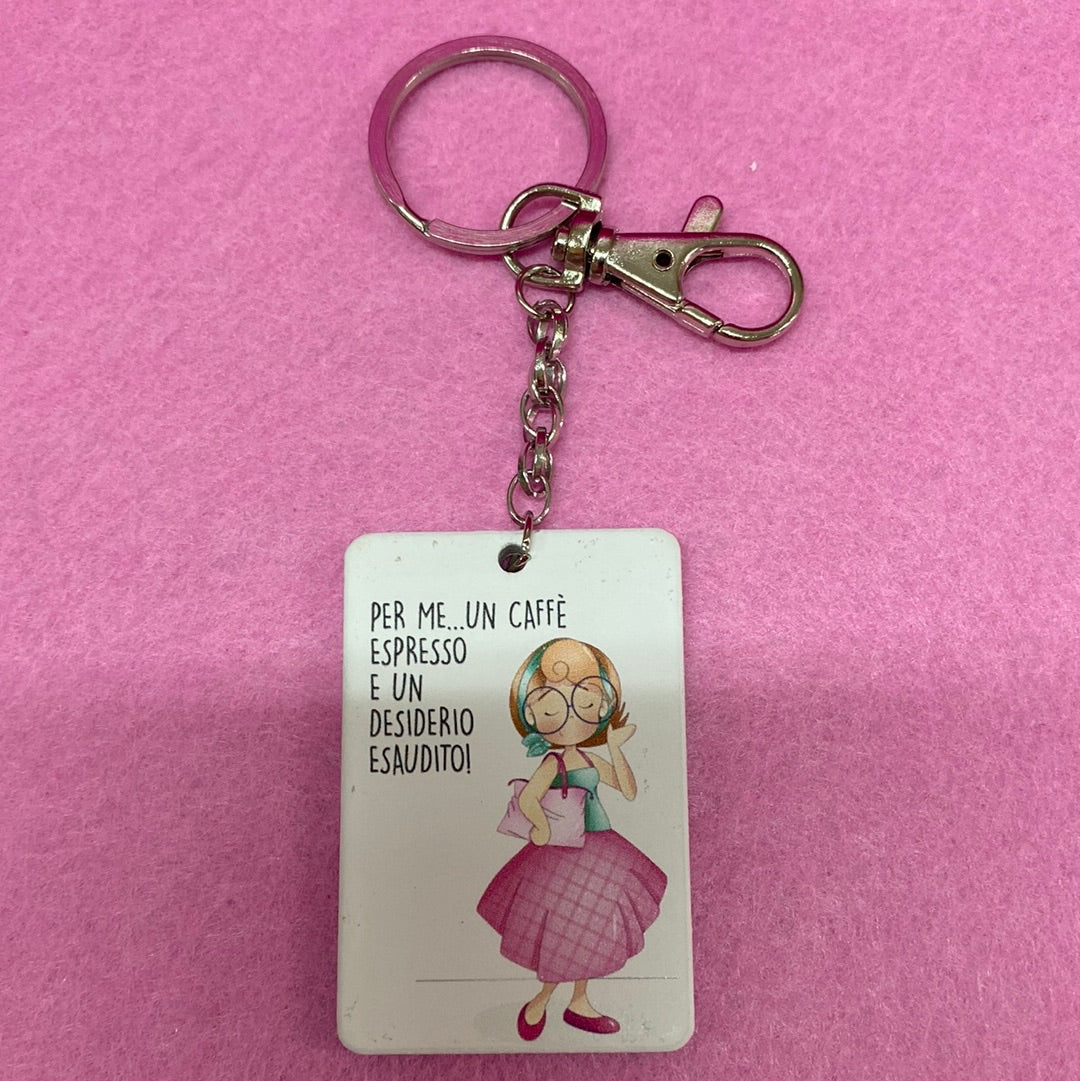 PER ME...UN CAFFÈ
ESPRESSO
E UN
DESIDERIO
ESAUDITO!